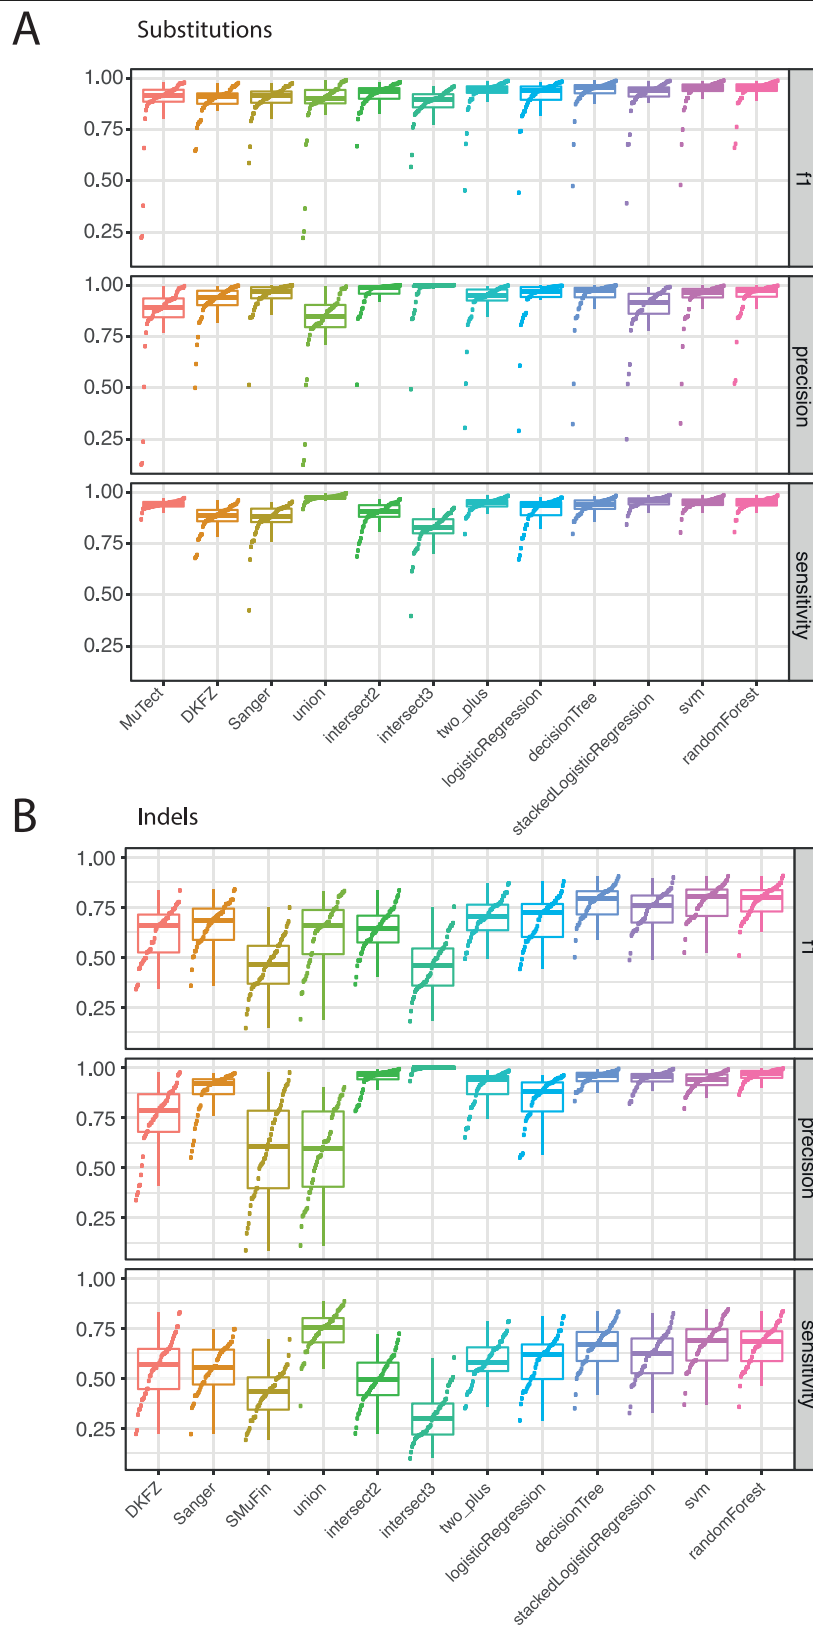 A
Substitutions
1.00
0.75
0.50
0.25
f1
1.00
0.75
0.50
0.25
precision
1.00
0.75
0.50
0.25
sensitivity
MuTect
DKFZ
Sanger
union
intersect2
intersect3
two_plus
logisticRegression
decisionTree
stackedLogisticRegression
svm
randomForest
B
Indels
1.00
0.75
0.50
0.25
f1
1.00
0.75
0.50
0.25
precision
1.00
0.75
0.50
0.25
sensitivity
DKFZ
Sanger
SMuFin
union
intersect2
intersect3
two_plus
logisticRegression
decisionTree
stackedLogisticRegression
svm
randomForest